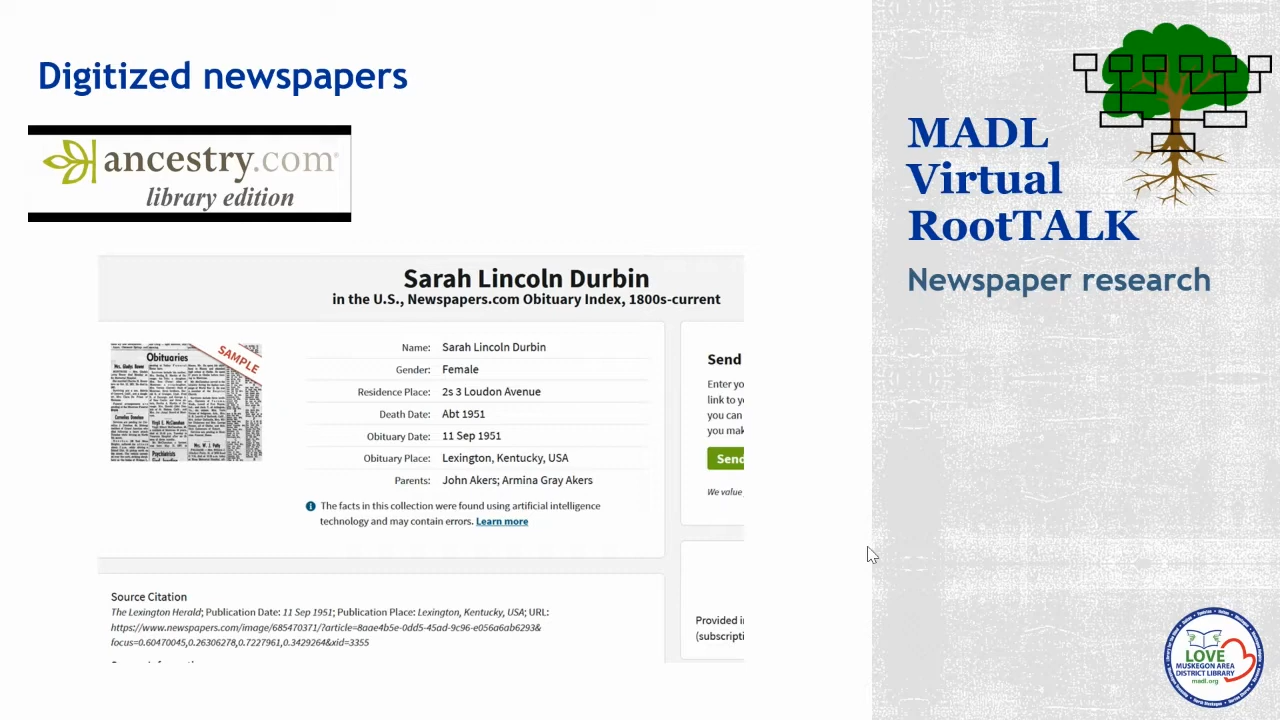 Digitized newspapers
ancestry.com®
library edition
Sarah Lincoln Durbin
in the U.S., Newspapers.com Obituary Index, 1800s-current
SAMPLE
Obituaries
Name: Sarah Lincoln Durbin
Gender: Female
Residence Place: 2s 3 Loudon Avenue
Death Date: Abt 1951
Obituary Date: 11 Sep 1951
Obituary Place: Lexington, Kentucky, USA
Parents: John Akers; Armina Gray Akers
The facts in this collection were found using artificial intelligence
technology and may contain errors. Learn more
Source Citation
The Lexington Herald; Publication Date: 11 Sep 1951; Publication Place: Lexington, Kentucky, USA; URL:
https://www.newspapers.com/image/685470371/?article=8aae4b5e-0dd5-45ad-9c96-e056a6ab6293&
focus=0.60470045,0.26306278,0.7227961,0.3429264&xid=3355
Send
Enter yo
link to yo
you can
you mak
Send
We value
Provided i
(subscripti
MADL
Virtual
RootTALK
Newspaper research
LOVE
MUSKEGON AREA
DISTRICT LIBRARY
madl.org